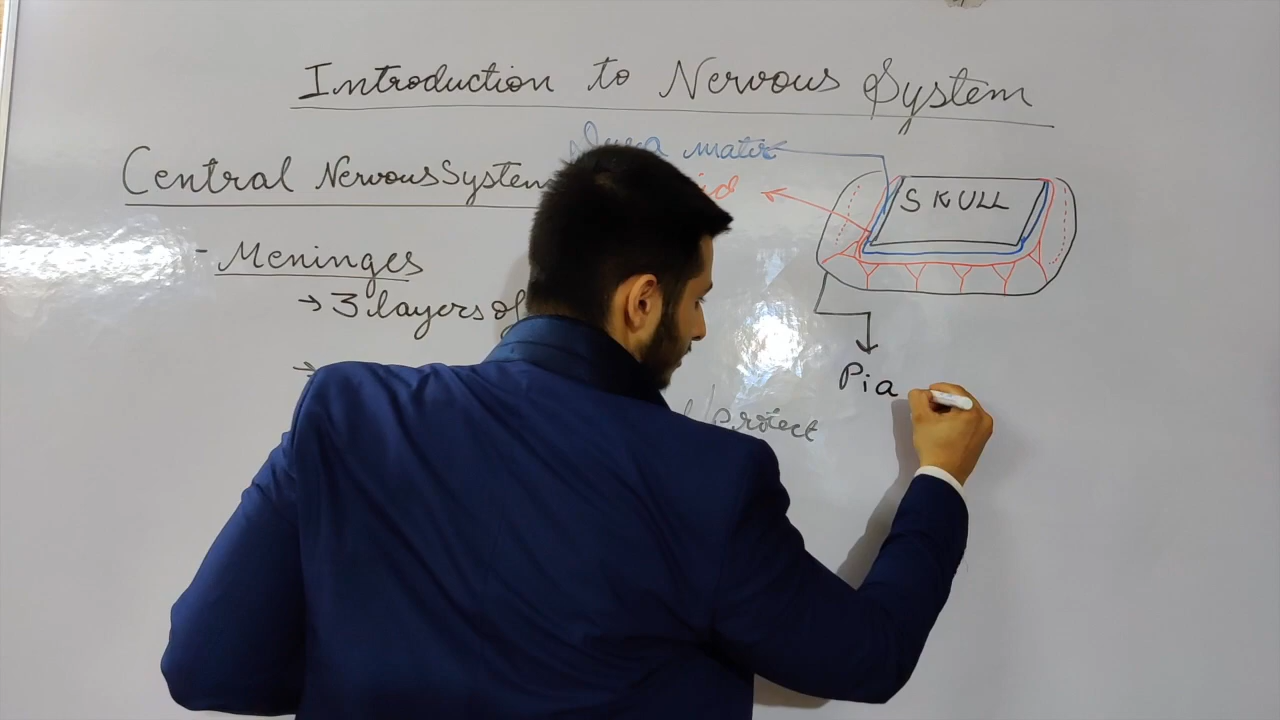 Introduction to Nervous System
Dura mater
Central Nervous System
SKULL
- Meninges
→ 3 layers of
→
Pia
protect